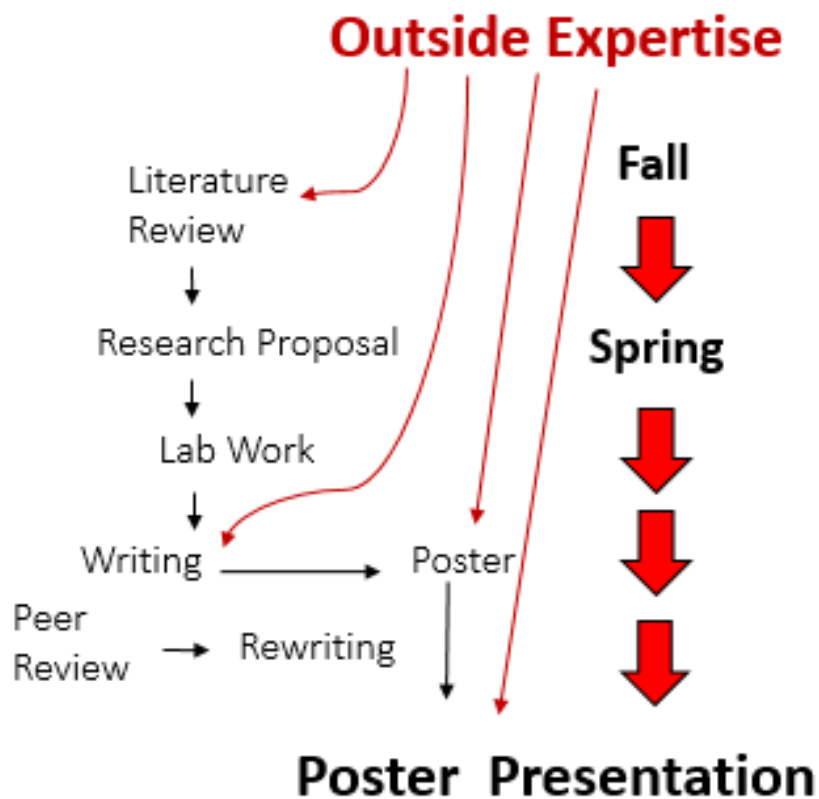 Outside Expertise
Fall
Literature
Review
Research Proposal
Spring
Lab Work
Writing
Poster
Peer
Review
Rewriting
Poster Presentation